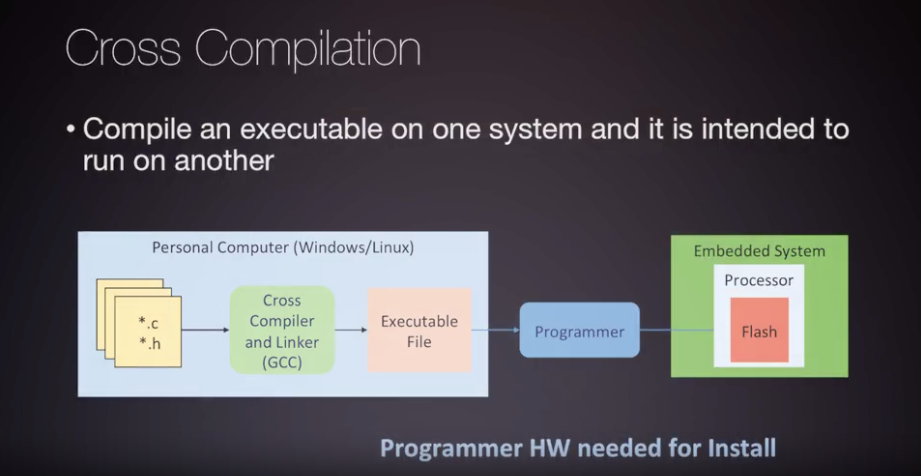 Cross Compilation
• Compile an executable on one system and it is intended to
run on another
Personal Computer (Windows/Linux)
*.c
*.h
Cross
Compiler
and Linker
(GCC)
Executable
File
Programmer
Embedded System
Processor
Flash
Programmer HW needed for Install